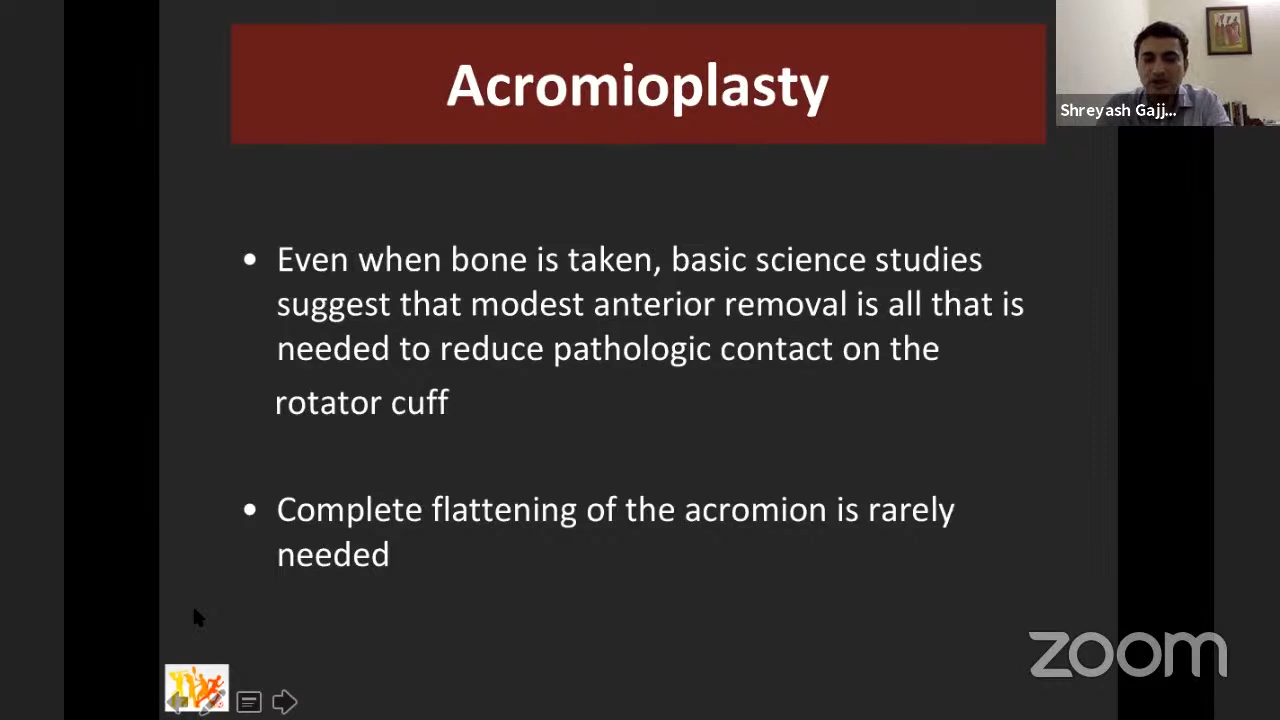 Acromioplasty
Shreyash Gajj...
• Even when bone is taken, basic science studies
suggest that modest anterior removal is all that is
needed to reduce pathologic contact on the
rotator cuff
• Complete flattening of the acromion is rarely
needed
zoom